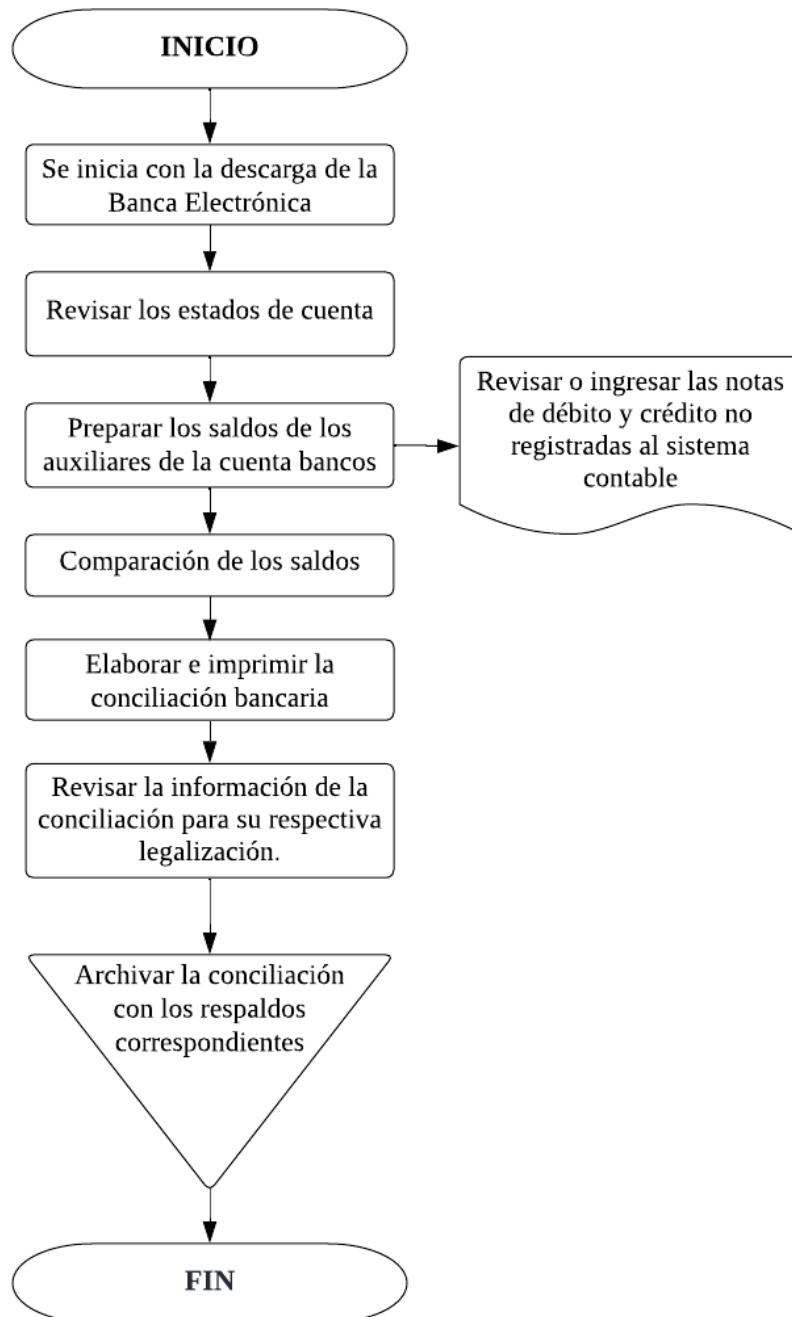 INICIO
Se inicia con la descarga de la
Banca Electrónica
Revisar los estados de cuenta
Preparar los saldos de los
auxiliares de la cuenta bancos
Revisar o ingresar las notas
de débito y crédito no
registradas al sistema
contable
Comparación de los saldos
Elaborar e imprimir la
conciliación bancaria
Revisar la información de la
conciliación para su respectiva
legalización.
Archivar la conciliación
con los respaldos
correspondientes
FIN